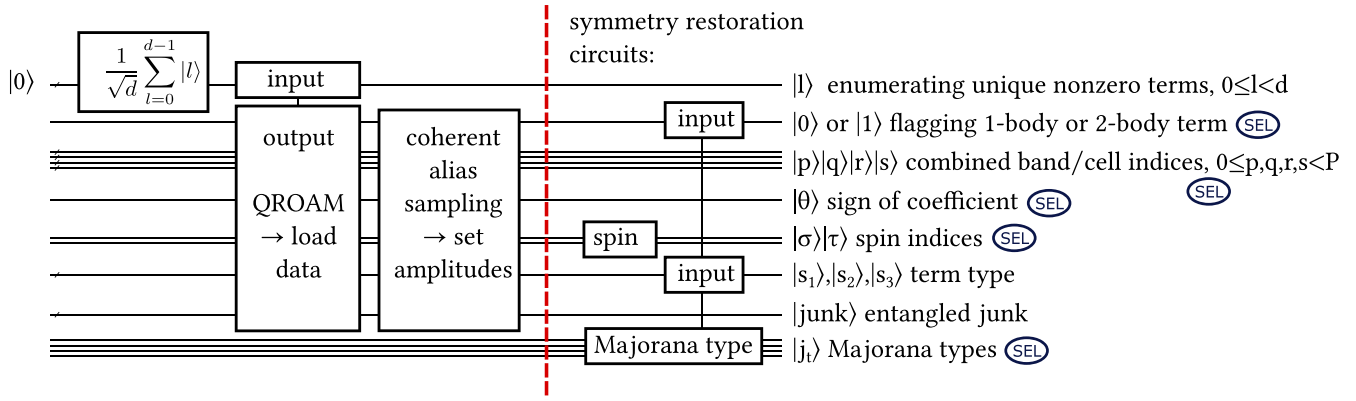 symmetry restoration
circuits:
|0⟩
1/√d ∑_{l=0}^{d−1} |l⟩
input
output
QROAM
→ load
data
coherent
alias
sampling
→ set
amplitudes
spin
input
input
Majorana type
|l⟩ enumerating unique nonzero terms, 0≤l<d
|0⟩ or |1⟩ flagging 1-body or 2-body term SEL
|p⟩|q⟩|r⟩|s⟩ combined band/cell indices, 0≤p,q,r,s<P
SEL
|θ⟩ sign of coefficient SEL
|σ⟩|τ⟩ spin indices SEL
|s₁⟩,|s₂⟩,|s₃⟩ term type
|junk⟩ entangled junk
|jₜ⟩ Majorana types SEL